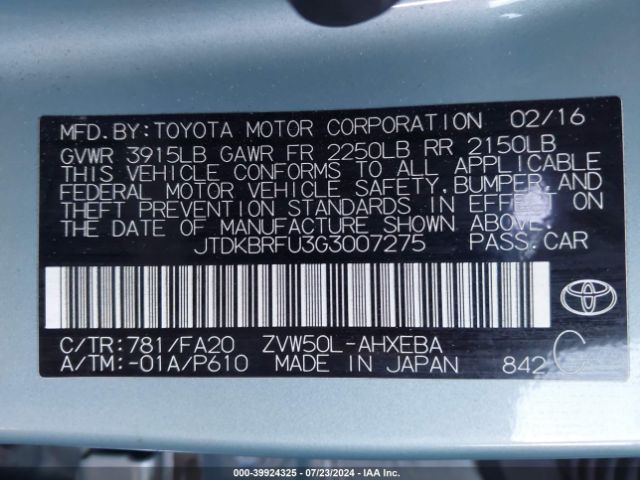 MFD.BY:TOYOTA MOTOR CORPORATION 02/16
GVWR 3915LB GAWR FR 2250LB RR 2150LB
THIS VEHICLE CONFORMS TO ALL APPLICABLE
FEDERAL MOTOR VEHICLE SAFETY, BUMPER, AND
THEFT PREVENTION STANDARDS IN EFFECT ON
THE DATE OF MANUFACTURE SHOWN ABOVE.
JTDKBRFU3G3007275 PASS.CAR
C/TR:781/FA20 ZVW50L-AHXEBA
A/TM:-01A/P610 MADE IN JAPAN 842 C
000-39924325 | 07/23/2024 | IAA Inc.